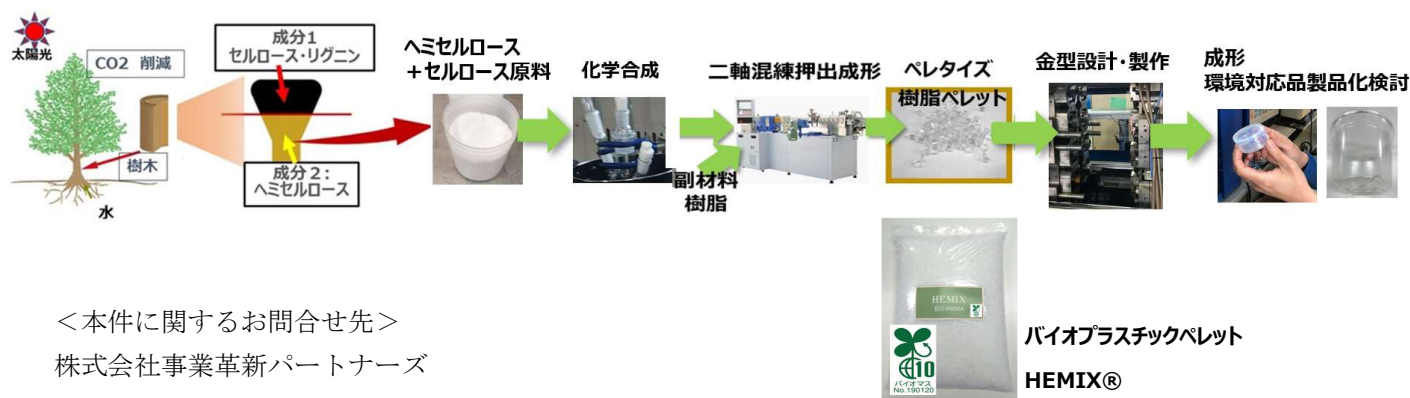 太陽光
CO2 削減
樹木
水
成分1
セルロース・リグニン
成分2:
ヘミセルロース
ヘミセルロース
+セルロース原料
化学合成
副材料
樹脂
二軸混練押出成形
ペレタイズ
樹脂ペレット
金型設計・製作
成形
環境対応品製品化検討
HEMIX
BIO-PMMA
10
バイオマス
No.190120
バイオプラスチックペレット
HEMIX®
<本件に関するお問合せ先>
株式会社事業革新パートナーズ